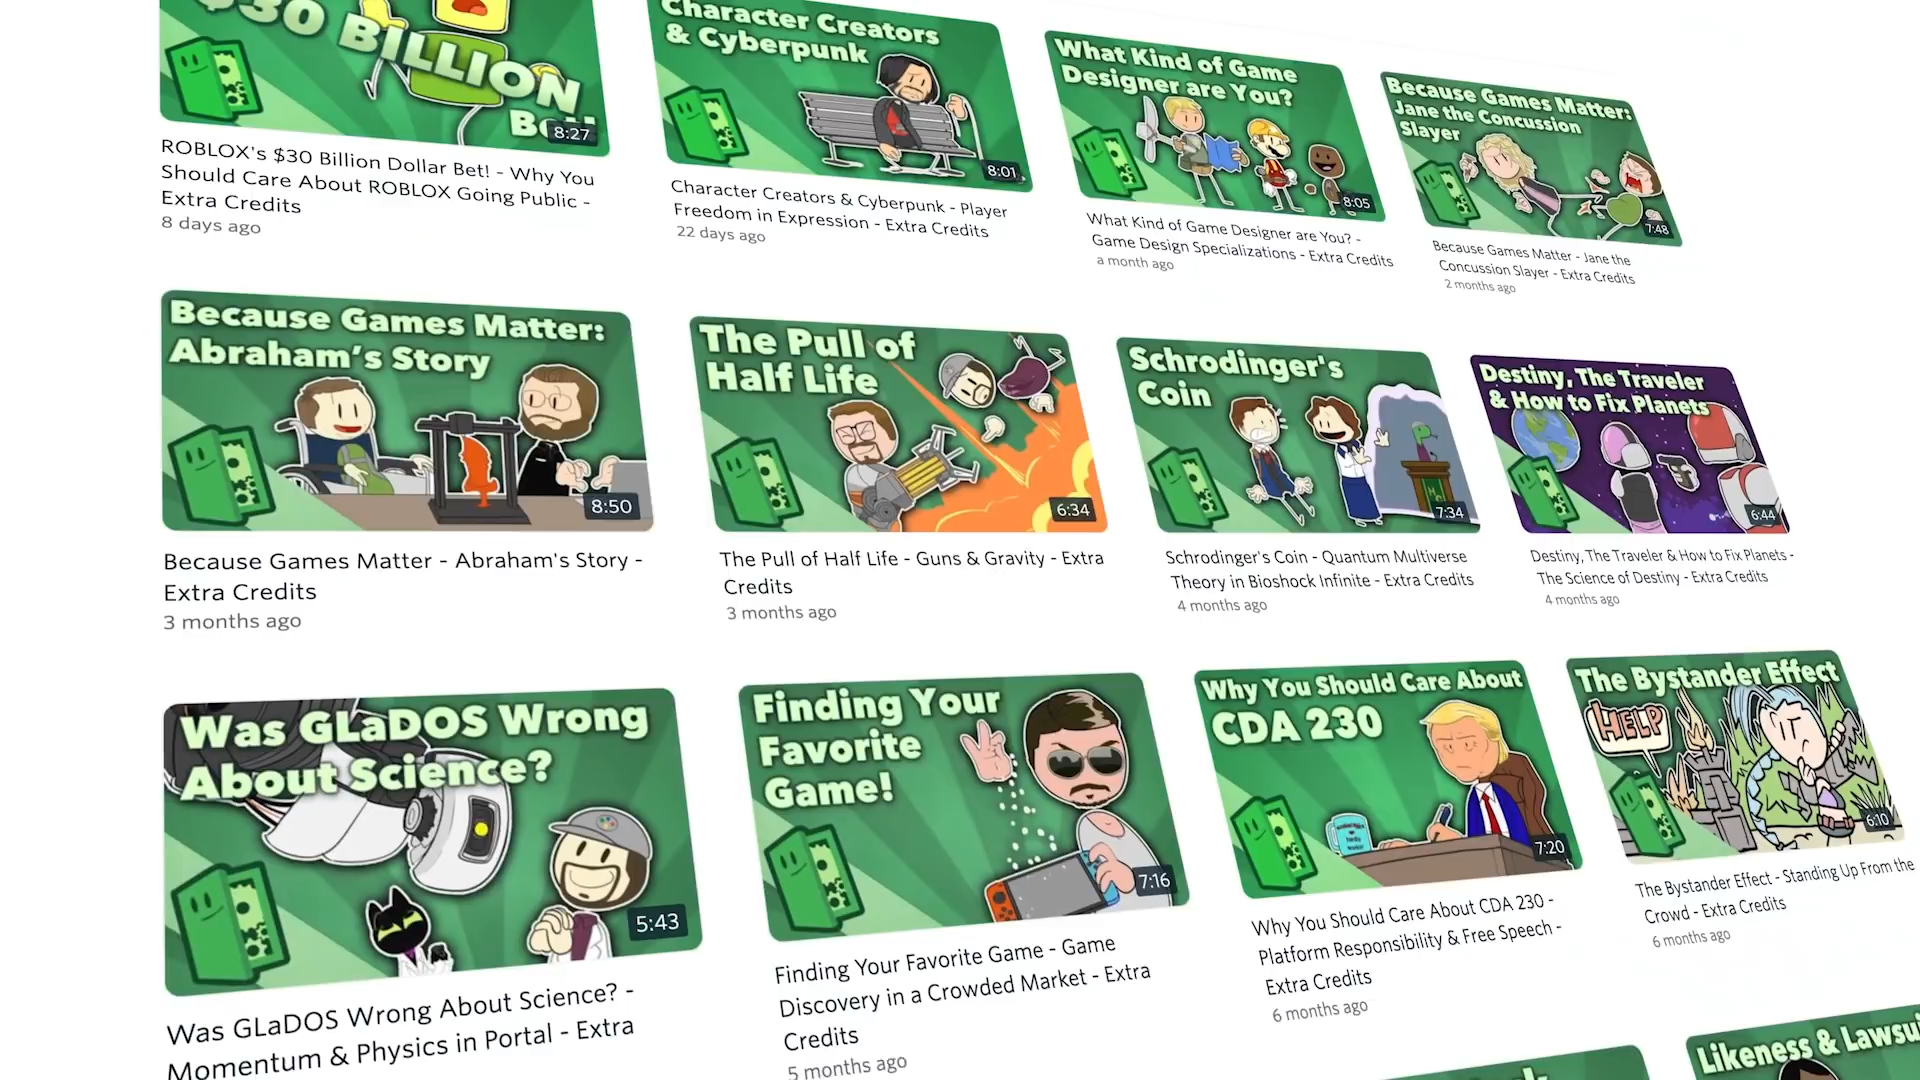 $30 BILLION
8:27
ROBLOX's $30 Billion Dollar Bet! - Why You
Should Care About ROBLOX Going Public -
Extra Credits
8 days ago
Character Creators
& Cyberpunk
8:01
Character Creators & Cyberpunk - Player
Freedom in Expression - Extra Credits
22 days ago
What Kind of Game
Designer are You?
8:05
What Kind of Game Designer are You? -
Game Design Specializations - Extra Credits
a month ago
Because Games Matter:
Jane the Concussion
Slayer
7:48
Because Games Matter - Jane the
Concussion Slayer - Extra Credits
2 months ago
Because Games Matter:
Abraham's Story
8:50
Because Games Matter - Abraham's Story -
Extra Credits
3 months ago
The Pull of
Half Life
6:34
The Pull of Half Life - Guns & Gravity - Extra
Credits
3 months ago
Schrodinger's
Coin
7:34
Schrodinger's Coin - Quantum Multiverse
Theory in Bioshock Infinite - Extra Credits
4 months ago
Destiny, The Traveler
& How to Fix Planets
6:44
Destiny, The Traveler & How to Fix Planets -
The Science of Destiny - Extra Credits
4 months ago
Was GLaDOS Wrong
About Science?
5:43
Was GLaDOS Wrong About Science? -
Momentum & Physics in Portal - Extra
Finding Your
Favorite
Game!
7:16
Finding Your Favorite Game - Game
Discovery in a Crowded Market - Extra
Credits
5 months ago
Why You Should Care About
CDA 230
7:20
Why You Should Care About CDA 230 -
Platform Responsibility & Free Speech -
Extra Credits
6 months ago
The Bystander Effect
HELP
6:10
The Bystander Effect - Standing Up From the
Crowd - Extra Credits
6 months ago
Likeness & Lawsui